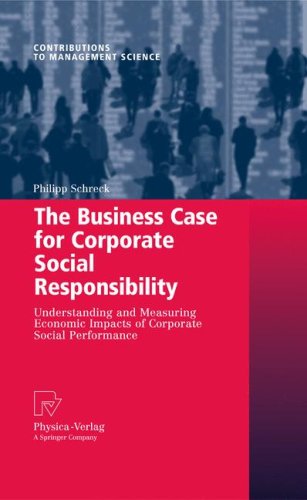 CONTRIBUTIONS
TO MANAGEMENT SCIENCE
Philipp Schreck
The Business Case
for Corporate
Social
Responsibility
Understanding and Measuring
Economic Impacts of Corporate
Social Performance
Physica-Verlag
A Springer Company